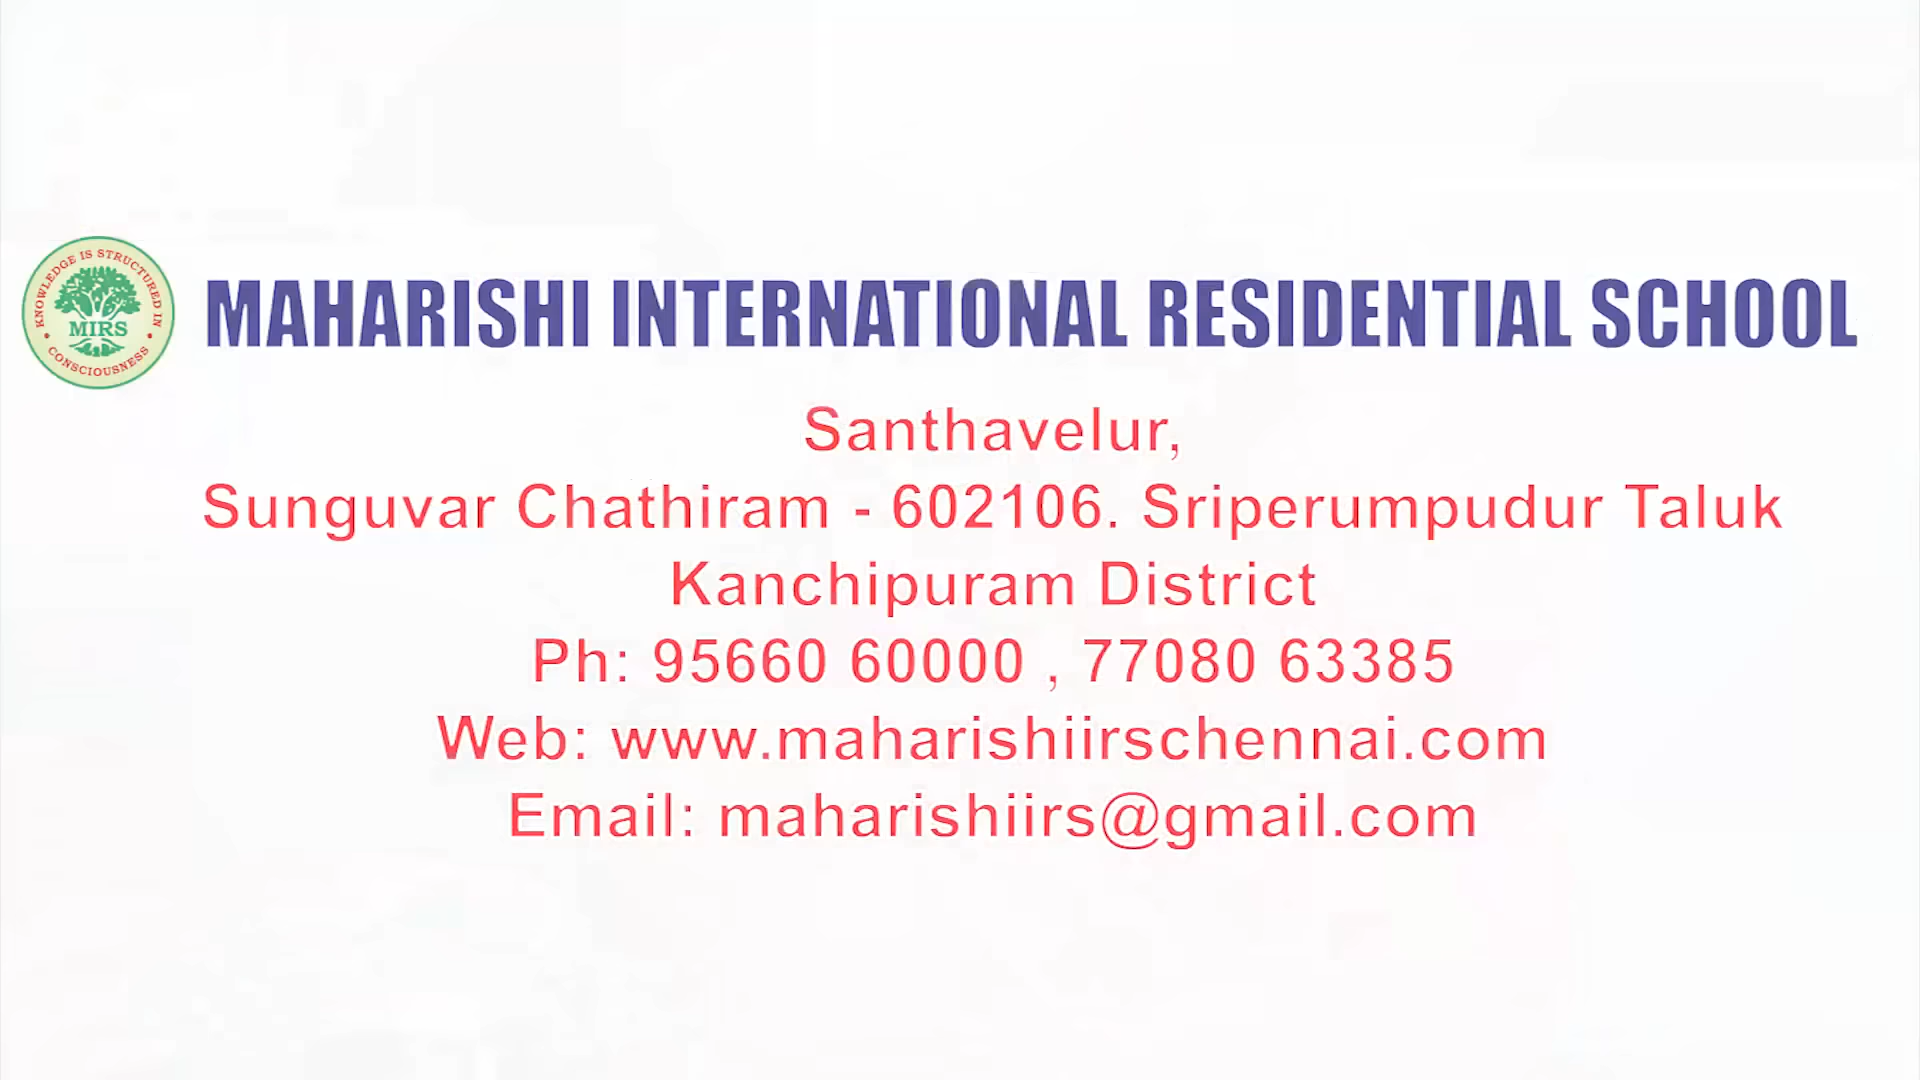 KNOWLEDGE IS STRUCTURED IN
MIRS
• CONSCIOUSNESS •
MAHARISHI INTERNATIONAL RESIDENTIAL SCHOOL
Santhavelur,
Sunguvar Chathiram - 602106. Sriperumpudur Taluk
Kanchipuram District
Ph: 95660 60000 , 77080 63385
Web: www.maharishiirschennai.com
Email: maharishiirs@gmail.com